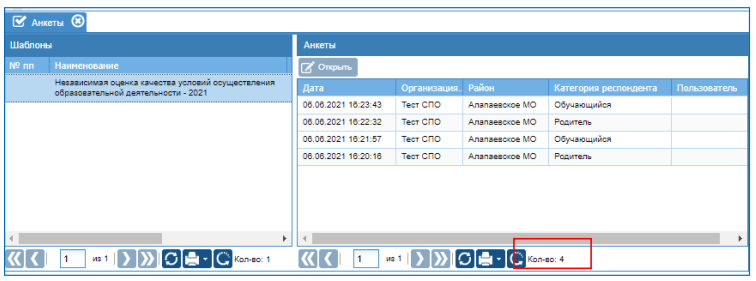 Анкеты
Шаблоны
№ пп Наименование
Независимая оценка качества условий осуществления
образовательной деятельности - 2021
1 из 1 Кол-во: 1
Анкеты
Открыть
Дата Организация. Район Категория респондента Пользователь
06.06.2021 16:23:43 Тест СПО Алапаевское МО Обучающийся
06.06.2021 16:22:32 Тест СПО Алапаевское МО Родитель
06.06.2021 16:21:57 Тест СПО Алапаевское МО Обучающийся
06.06.2021 16:20:16 Тест СПО Алапаевское МО Родитель
1 из 1 Кол-во: 4